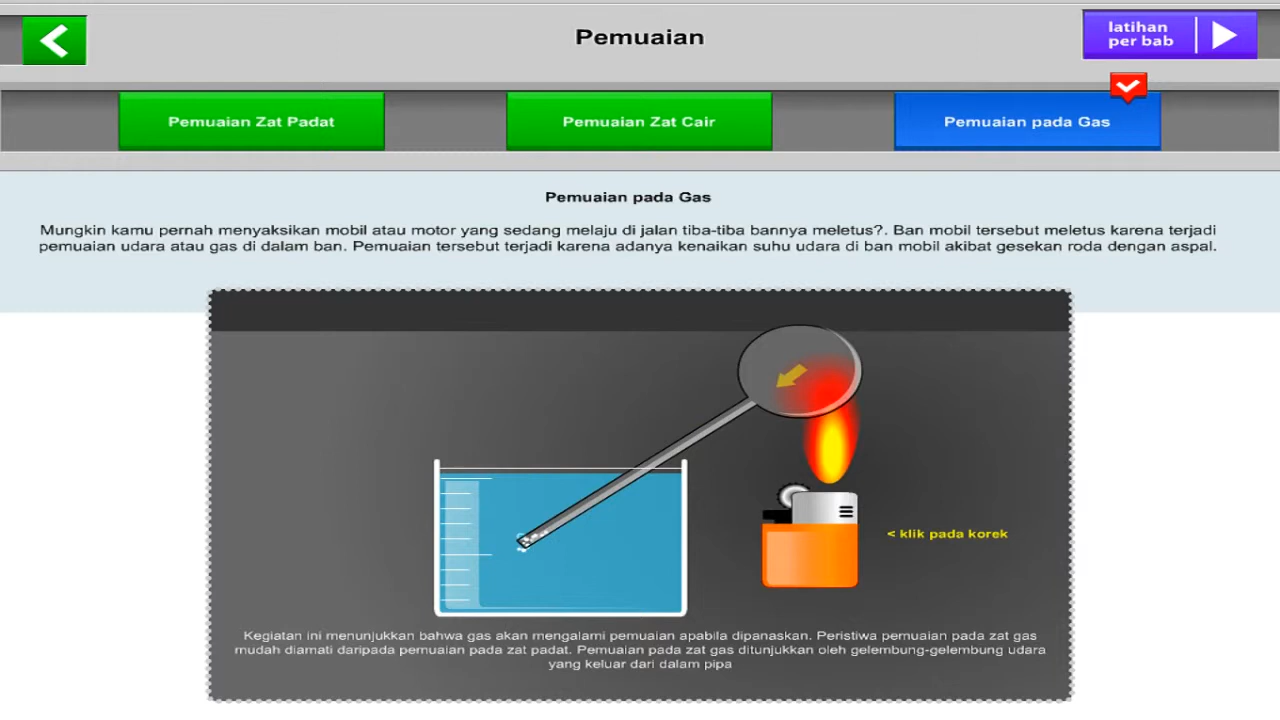 Pemuaian
latihan
per bab
Pemuaian Zat Padat
Pemuaian Zat Cair
Pemuaian pada Gas
Pemuaian pada Gas
Mungkin kamu pernah menyaksikan mobil atau motor yang sedang melaju di jalan tiba-tiba bannya meletus?. Ban mobil tersebut meletus karena terjadi
pemuaian udara atau gas di dalam ban. Pemuaian tersebut terjadi karena adanya kenaikan suhu udara di ban mobil akibat gesekan roda dengan aspal.
< klik pada korek
Kegiatan ini menunjukkan bahwa gas akan mengalami pemuaian apabila dipanaskan. Peristiwa pemuaian pada zat gas
mudah diamati daripada pemuaian pada zat padat. Pemuaian pada zat gas ditunjukkan oleh gelembung-gelembung udara
yang keluar dari dalam pipa